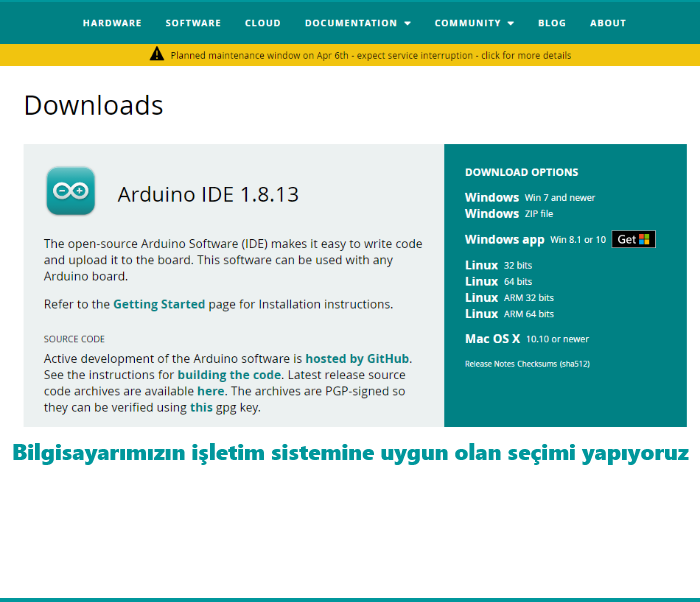 HARDWARE SOFTWARE CLOUD DOCUMENTATION COMMUNITY BLOG ABOUT
Planned maintenance window on Apr 6th - expect service interruption - click for more details
Downloads
Arduino IDE 1.8.13
The open-source Arduino Software (IDE) makes it easy to write code
and upload it to the board. This software can be used with any
Arduino board.
Refer to the Getting Started page for Installation instructions.
SOURCE CODE
Active development of the Arduino software is hosted by GitHub.
See the instructions for building the code. Latest release source
code archives are available here. The archives are PGP-signed so
they can be verified using this gpg key.
DOWNLOAD OPTIONS
Windows Win 7 and newer
Windows ZIP file
Windows app Win 8.1 or 10 Get
Linux 32 bits
Linux 64 bits
Linux ARM 32 bits
Linux ARM 64 bits
Mac OS X 10.10 or newer
Release Notes Checksums (sha512)
Bilgisayarımızın işletim sistemine uygun olan seçimi yapıyoruz